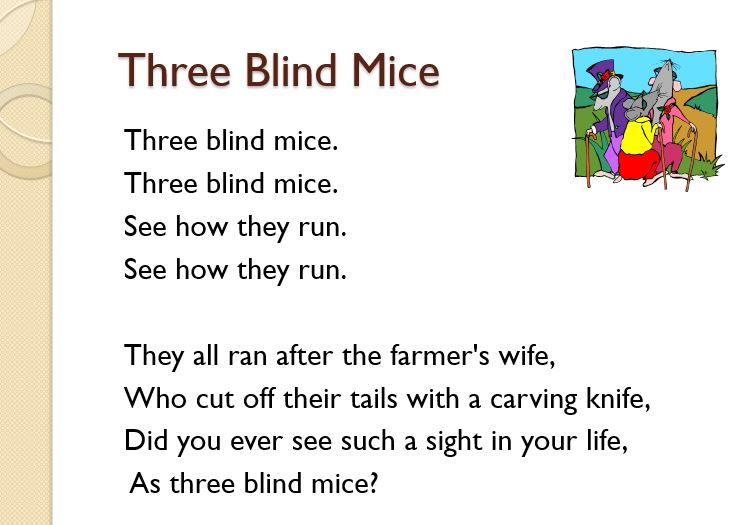 Three Blind Mice
Three blind mice.
Three blind mice.
See how they run.
See how they run.
They all ran after the farmer's wife,
Who cut off their tails with a carving knife,
Did you ever see such a sight in your life,
As three blind mice?